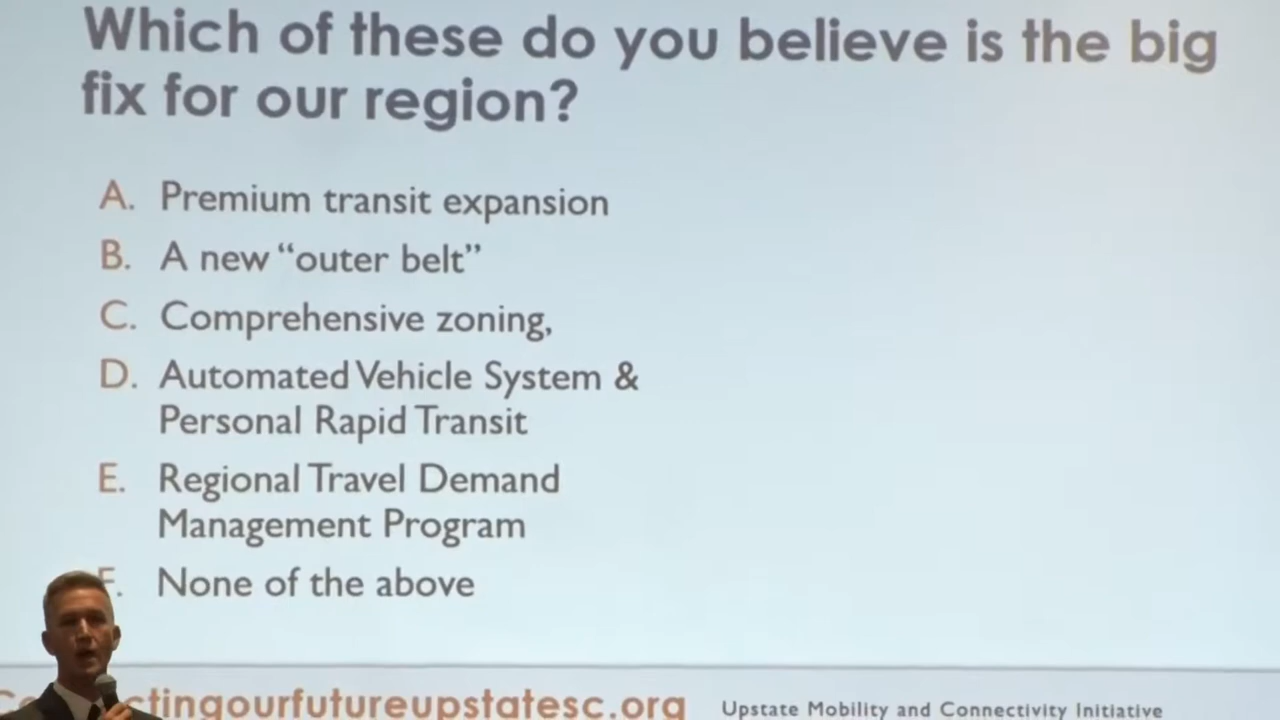 Which of these do you believe is the big
fix for our region?
A. Premium transit expansion
B. A new “outer belt”
C. Comprehensive zoning,
D. Automated Vehicle System &
Personal Rapid Transit
E. Regional Travel Demand
Management Program
F. None of the above
ctingourfutureupstatesc.org
Upstate Mobility and Connectivity Initiative